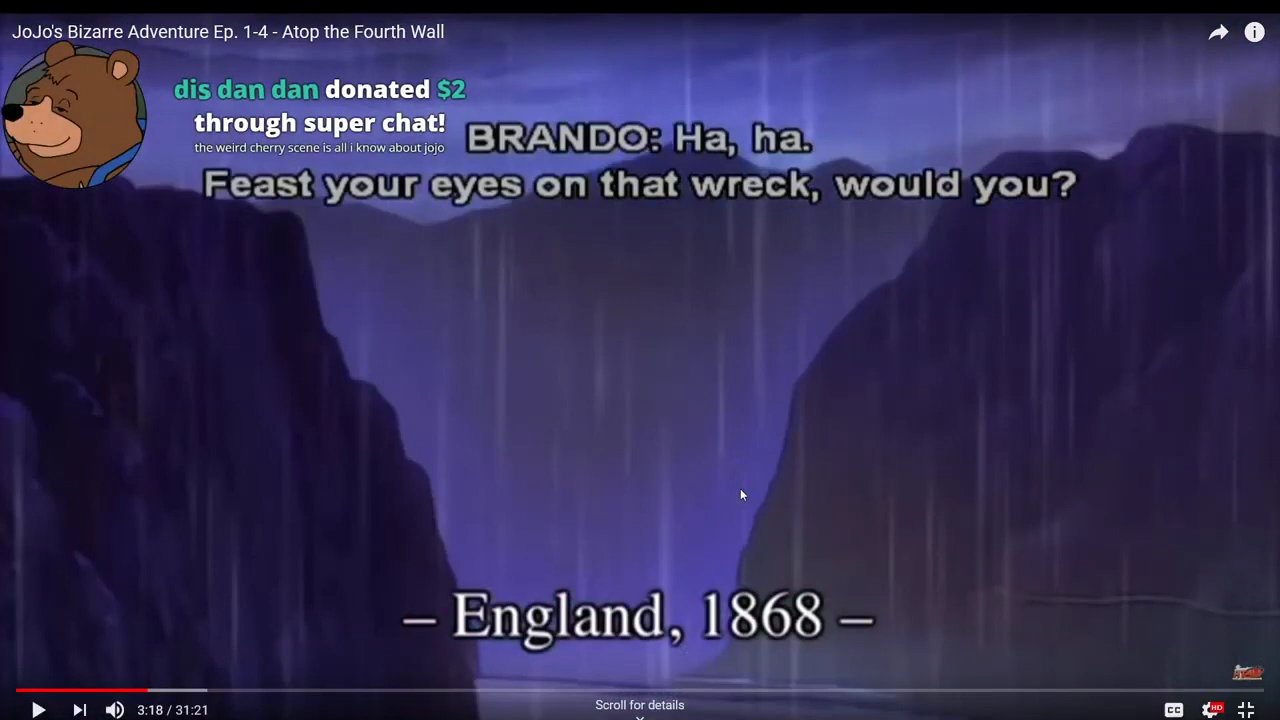 JoJo's Bizarre Adventure Ep. 1-4 - Atop the Fourth Wall
dis dan dan donated $2
through super chat!
the weird cherry scene is all i know about jojo
BRANDO: Ha, ha.
Feast your eyes on that wreck, would you?
– England, 1868 –
Scroll for details
3:18 / 31:21
CC
HD